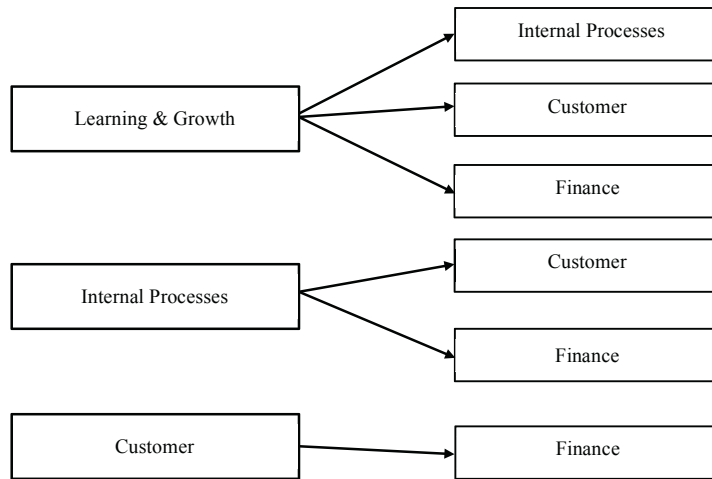 Internal Processes
Learning & Growth
Customer
Finance
Internal Processes
Customer
Finance
Customer
Finance